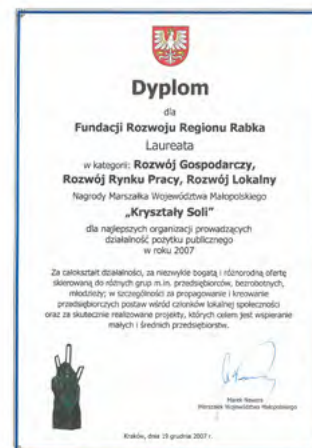 Dyplom
dla
Fundacji Rozwoju Regionu Rabka
Laureata
w kategorii: Rozwój Gospodarczy,
Rozwój Rynku Pracy, Rozwój Lokalny
Nagrody Marszałka Województwa Małopolskiego
„Kryształy Soli”
dla najlepszych organizacji prowadzących
działalność pożytku publicznego
w roku 2007
Za całokształt działalności, za niezwykle bogatą i różnorodną ofertę
skierowaną do różnych grup m.in. przedsiębiorców, bezrobotnych,
młodzieży; w szczególności za propagowanie i kreowanie
przedsiębiorczych postaw wśród członków lokalnej społeczności
oraz za skutecznie realizowane projekty, których celem jest wspieranie
małych i średnich przedsiębiorstw.
Marek Nawara
Marszałek Województwa Małopolskiego
Kraków, dnia 19 grudnia 2007 r.